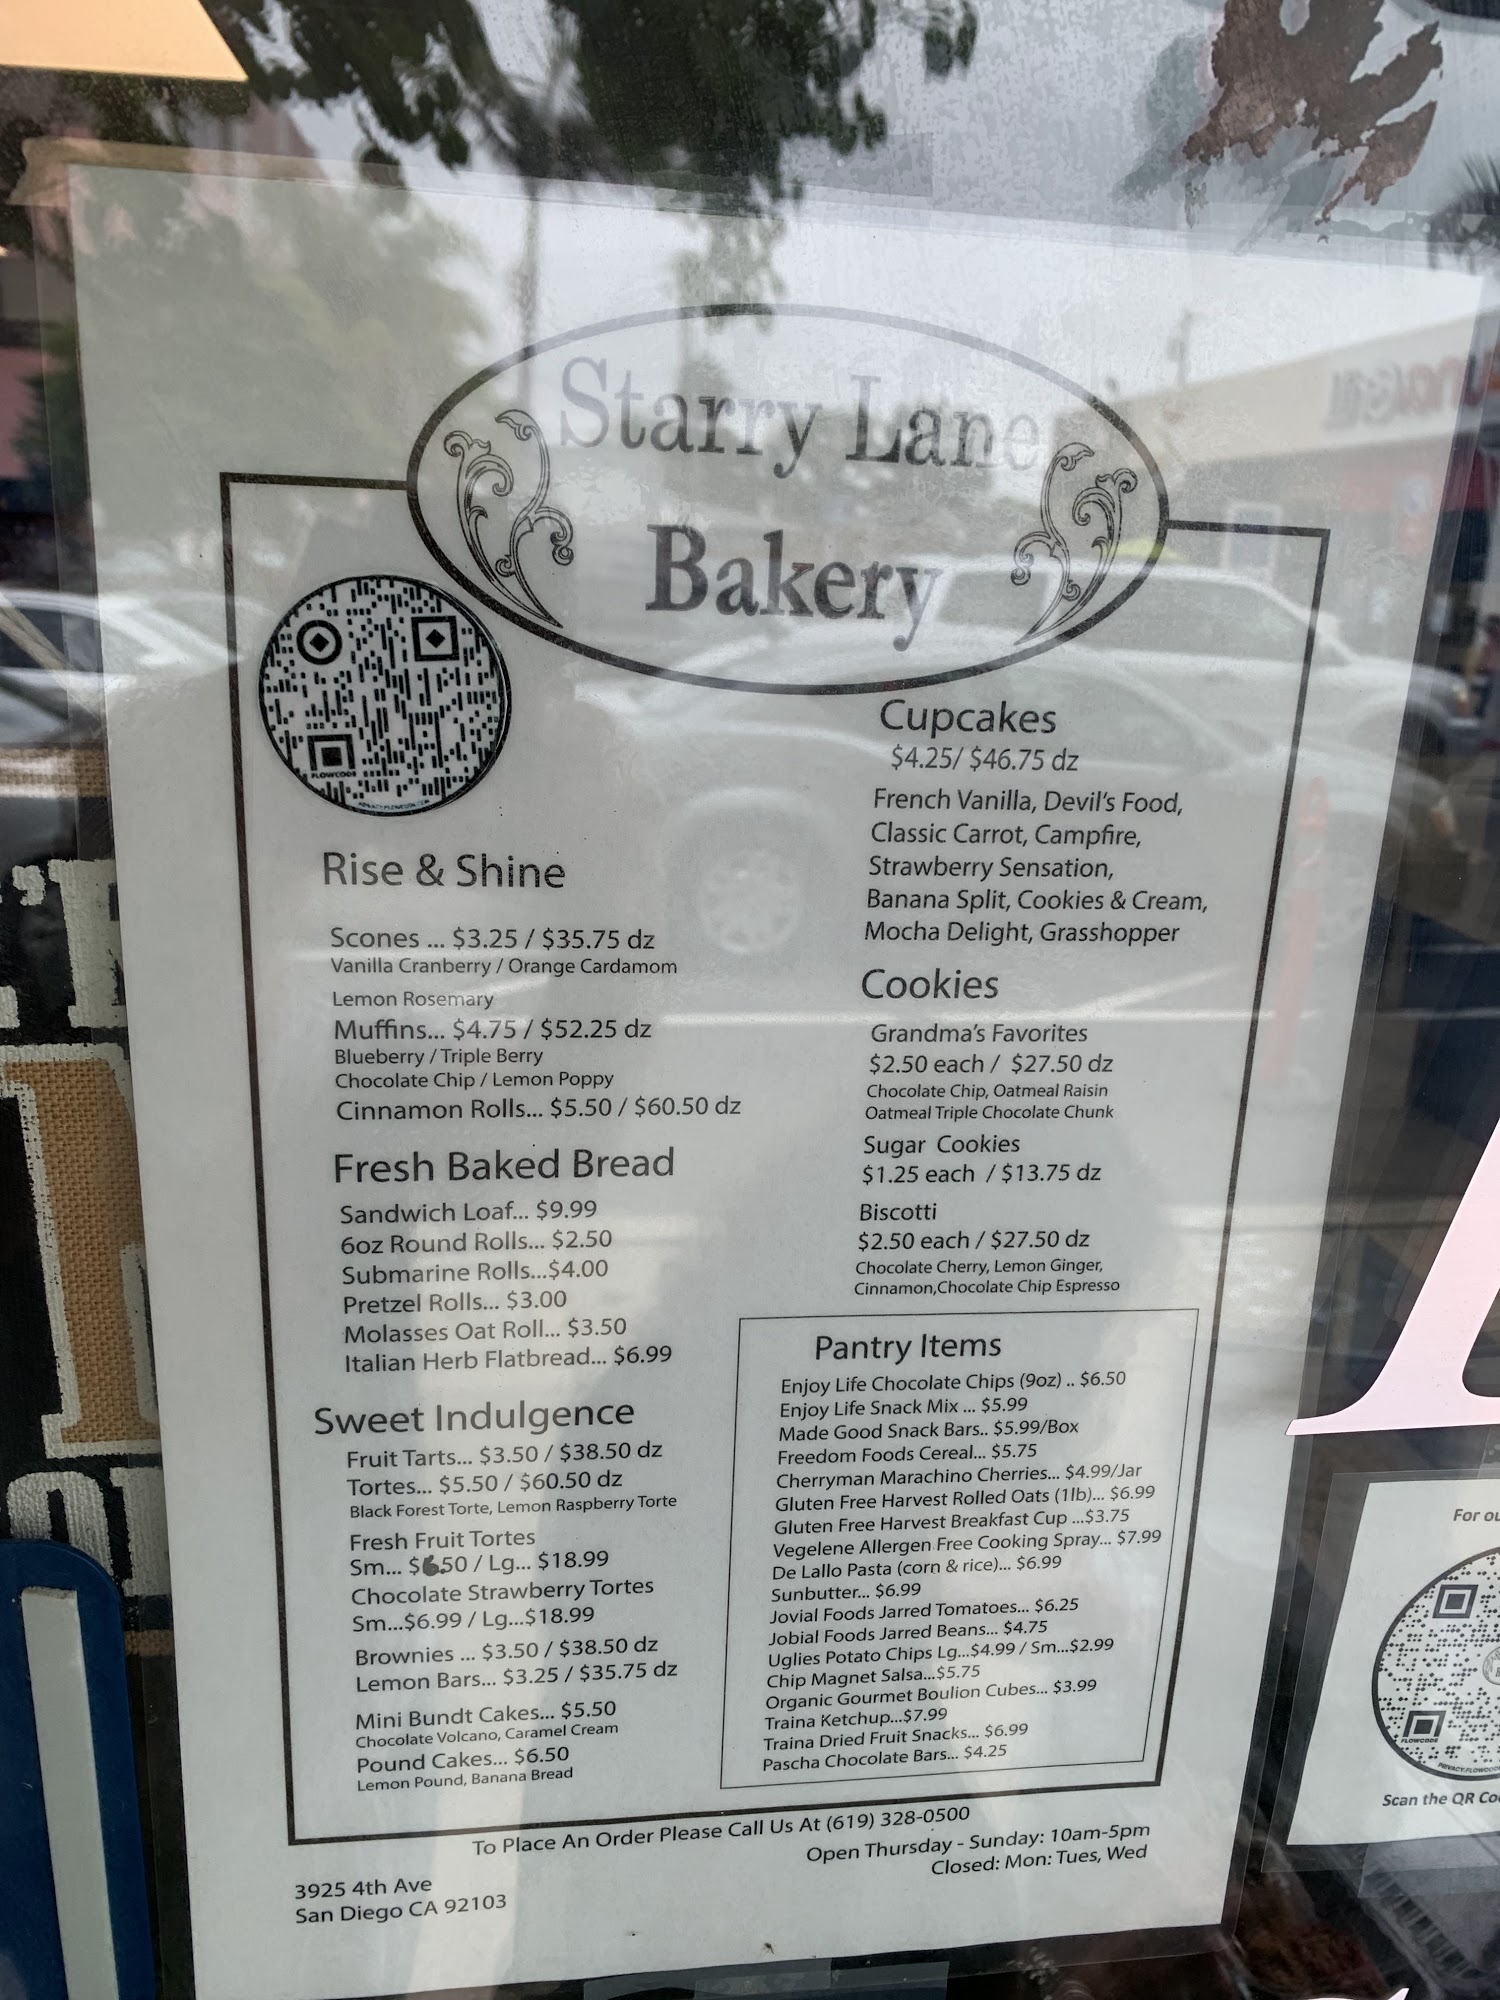 Starry Lane
Bakery
FLOWCODE
Rise & Shine
Scones ... $3.25 / $35.75 dz
Vanilla Cranberry / Orange Cardamom
Lemon Rosemary
Muffins... $4.75 / $52.25 dz
Blueberry / Triple Berry
Chocolate Chip / Lemon Poppy
Cinnamon Rolls... $5.50 / $60.50 dz
Fresh Baked Bread
Sandwich Loaf... $9.99
6oz Round Rolls... $2.50
Submarine Rolls...$4.00
Pretzel Rolls... $3.00
Molasses Oat Roll... $3.50
Italian Herb Flatbread... $6.99
Sweet Indulgence
Fruit Tarts... $3.50 / $38.50 dz
Tortes... $5.50 / $60.50 dz
Black Forest Torte, Lemon Raspberry Torte
Fresh Fruit Tortes
Sm... $6.50 / Lg... $18.99
Chocolate Strawberry Tortes
Sm...$6.99 / Lg...$18.99
Brownies ... $3.50 / $38.50 dz
Lemon Bars... $3.25 / $35.75 dz
Mini Bundt Cakes... $5.50
Chocolate Volcano, Caramel Cream
Pound Cakes... $6.50
Lemon Pound, Banana Bread
Cupcakes
$4.25/ $46.75 dz
French Vanilla, Devil's Food,
Classic Carrot, Campfire,
Strawberry Sensation,
Banana Split, Cookies & Cream,
Mocha Delight, Grasshopper
Cookies
Grandma's Favorites
$2.50 each / $27.50 dz
Chocolate Chip, Oatmeal Raisin
Oatmeal Triple Chocolate Chunk
Sugar Cookies
$1.25 each / $13.75 dz
Biscotti
$2.50 each / $27.50 dz
Chocolate Cherry, Lemon Ginger,
Cinnamon,Chocolate Chip Espresso
Pantry Items
Enjoy Life Chocolate Chips (9oz) .. $6.50
Enjoy Life Snack Mix ... $5.99
Made Good Snack Bars.. $5.99/Box
Freedom Foods Cereal... $5.75
Cherryman Marachino Cherries... $4.99/Jar
Gluten Free Harvest Rolled Oats (1lb)... $6.99
Gluten Free Harvest Breakfast Cup ...$3.75
Vegelene Allergen Free Cooking Spray... $7.99
De Lallo Pasta (corn & rice)... $6.99
Sunbutter... $6.99
Jovial Foods Jarred Tomatoes... $6.25
Jobial Foods Jarred Beans... $4.75
Uglies Potato Chips Lg...$4.99 / Sm...$2.99
Chip Magnet Salsa...$5.75
Organic Gourmet Boulion Cubes... $3.99
Traina Ketchup...$7.99
Traina Dried Fruit Snacks... $6.99
Pascha Chocolate Bars... $4.25
To Place An Order Please Call Us At (619) 328-0500
Open Thursday - Sunday: 10am-5pm
Closed: Mon: Tues, Wed
3925 4th Ave
San Diego CA 92103
For ou
FLOWCODE
Scan the QR Co